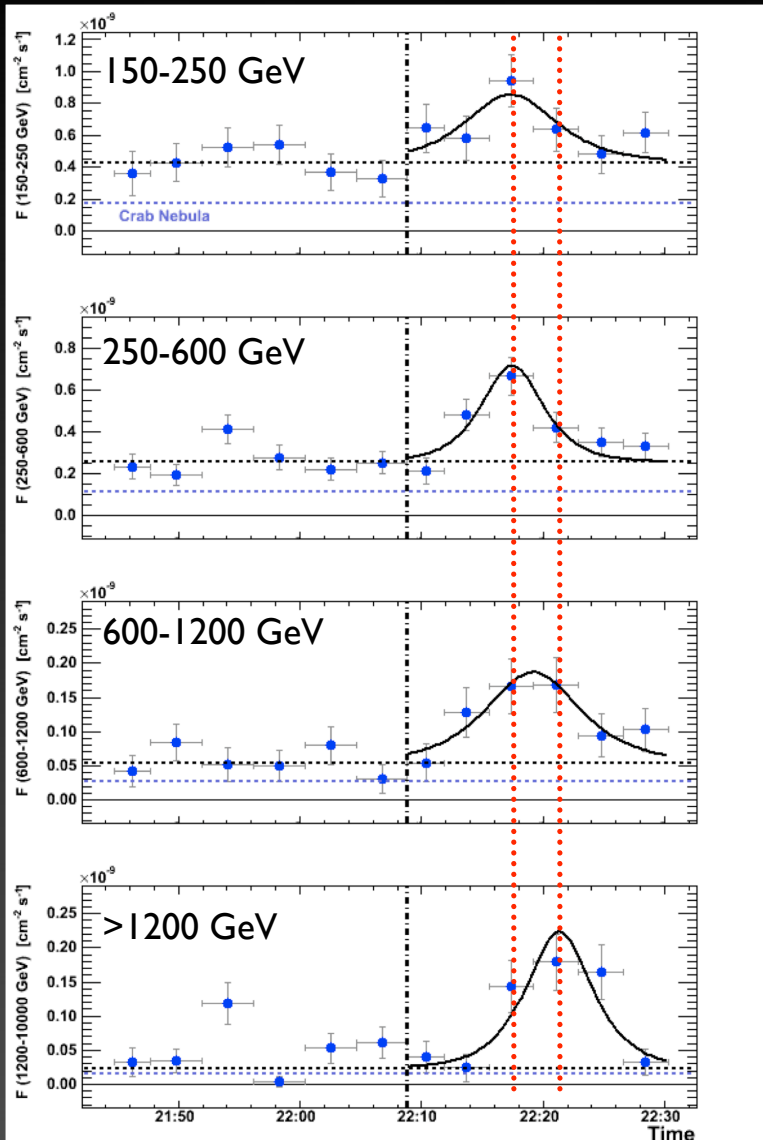 ×10⁻⁹
F (150-250 GeV) [cm⁻² s⁻¹]
150-250 GeV
1.2
1.0
0.8
0.6
0.4
0.2
0.0
Crab Nebula
×10⁻⁹
F (250-600 GeV) [cm⁻² s⁻¹]
250-600 GeV
0.8
0.6
0.4
0.2
0.0
×10⁻⁹
F (600-1200 GeV) [cm⁻² s⁻¹]
600-1200 GeV
0.25
0.20
0.15
0.10
0.05
0.00
×10⁻⁹
F (1200-10000 GeV) [cm⁻² s⁻¹]
>1200 GeV
0.25
0.20
0.15
0.10
0.05
0.00
21:50 22:00 22:10 22:20 22:30
Time